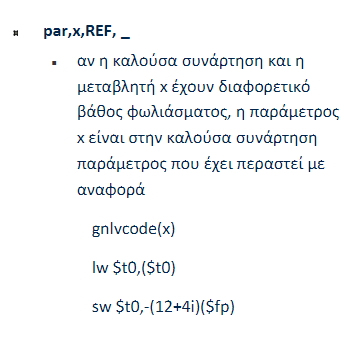 par,x,REF, _
αν η καλούσα συνάρτηση και η
μεταβλητή x έχουν διαφορετικό
βάθος φωλιάσματος, η παράμετρος
x είναι στην καλούσα συνάρτηση
παράμετρος που έχει περαστεί με
αναφορά
gnlvcode(x)
lw $t0,($t0)
sw $t0,-(12+4i)($fp)